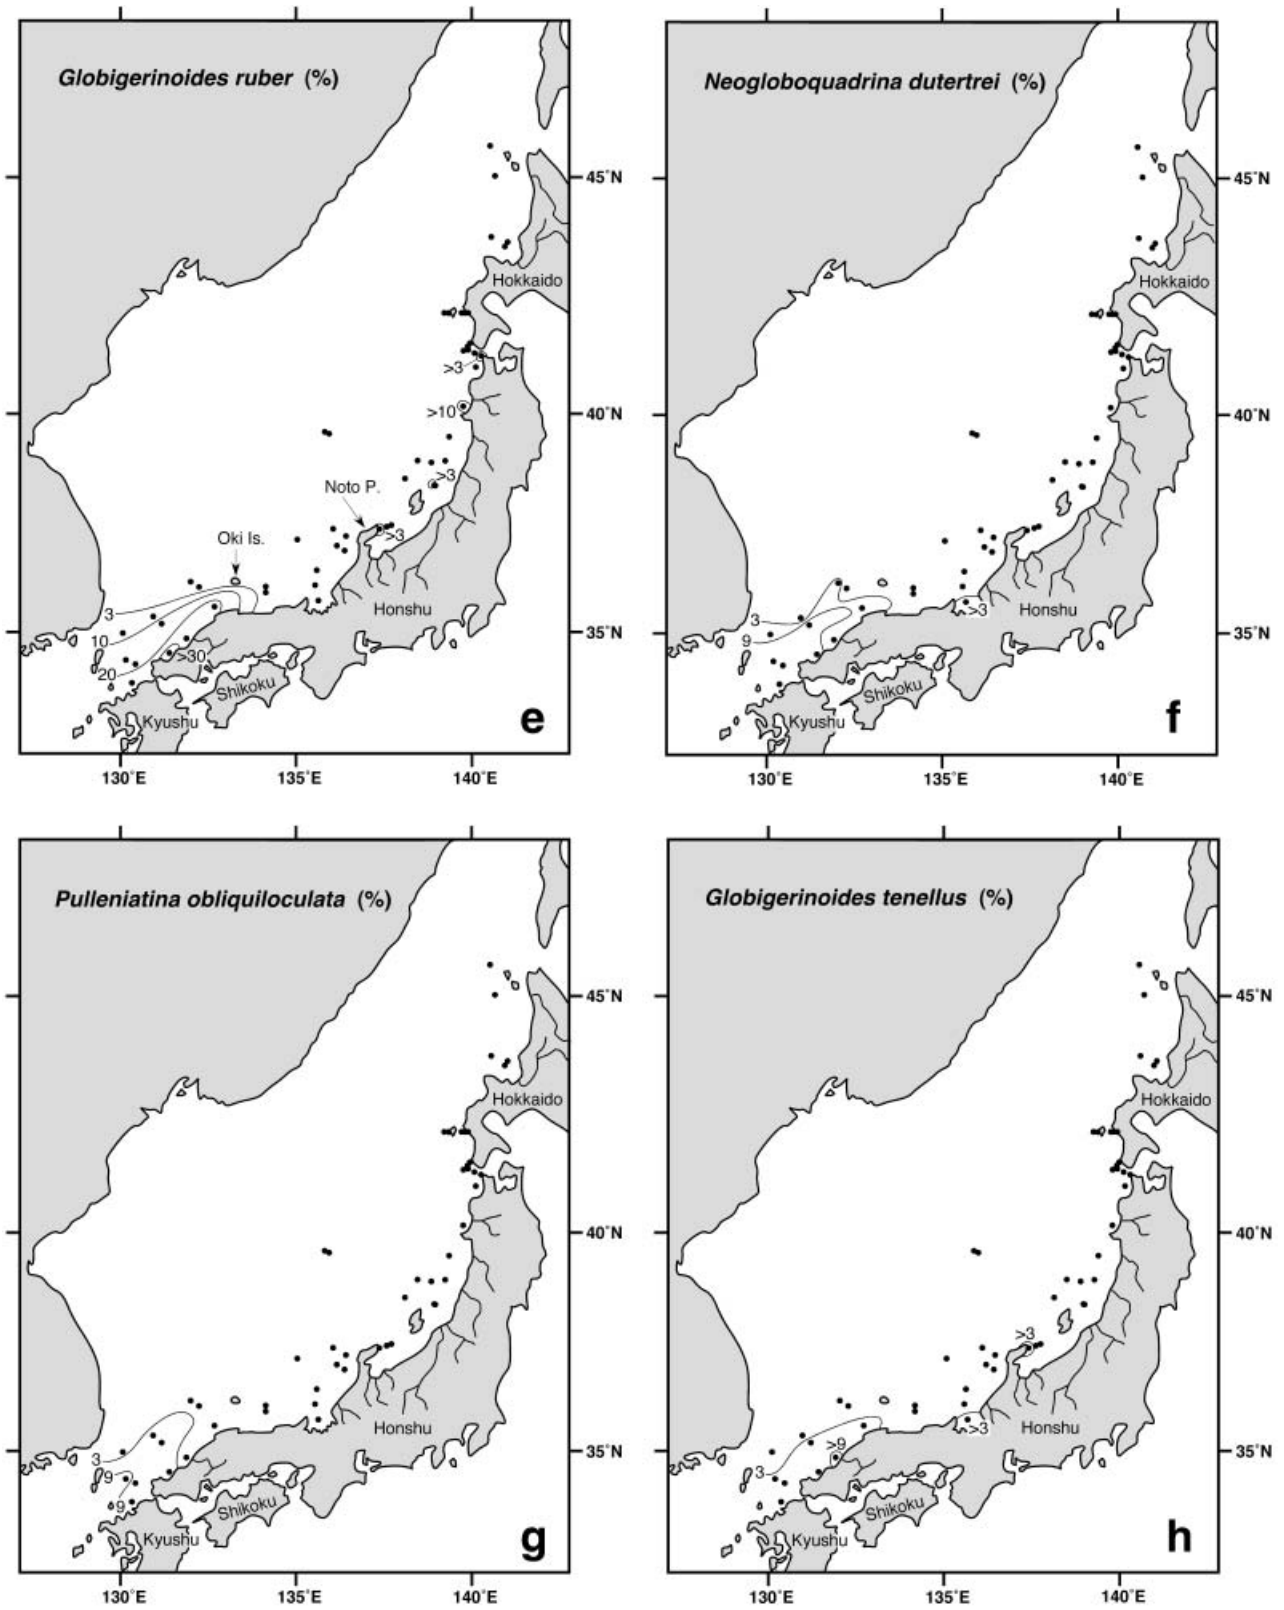 Globigerinoides ruber (%)
45°N
Hokkaido
>3
>10
40°N
>3
Noto P.
>3
Oki Is.
3
Honshu
10
>30
20
Shikoku
Kyushu
e
130°E 135°E 140°E
Neogloboquadrina dutertrei (%)
45°N
Hokkaido
40°N
>3
Honshu
3
9
Shikoku
Kyushu
f
130°E 135°E 140°E
Pulleniatina obliquiloculata (%)
45°N
Hokkaido
40°N
Honshu
3
35°N
9
9
Shikoku
Kyushu
g
130°E 135°E 140°E
Globigerinoides tenellus (%)
45°N
Hokkaido
40°N
>3
>3
Honshu
>9
35°N
3
Shikoku
Kyushu
h
130°E 135°E 140°E
35°N
35°N